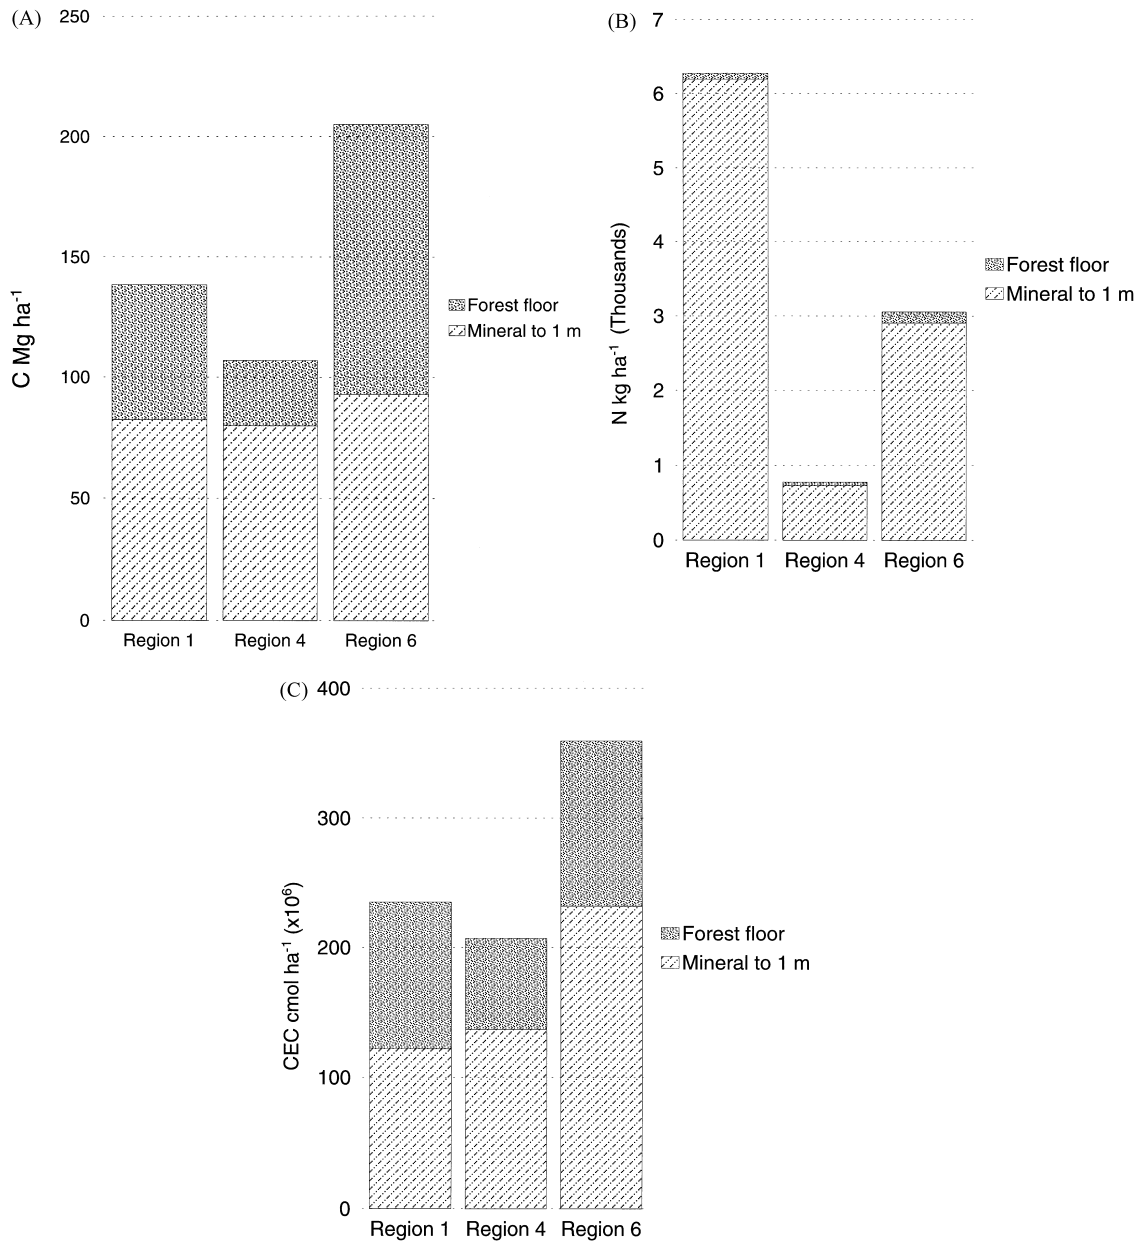 (A)
250
200
150
100
50
0
C Mg ha⁻¹
Region 1 Region 4 Region 6
Forest floor
Mineral to 1 m
(B)
7
6
5
4
3
2
1
0
N kg ha⁻¹ (Thousands)
Region 1 Region 4 Region 6
Forest floor
Mineral to 1 m
(C)
400
300
200
100
0
CEC cmol ha⁻¹ (x10⁶)
Region 1 Region 4 Region 6
Forest floor
Mineral to 1 m